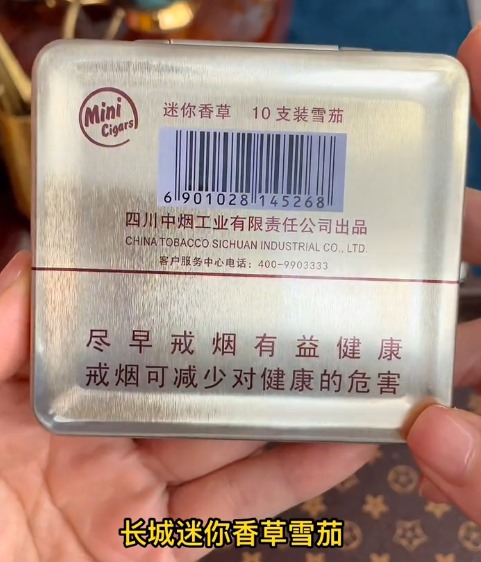 Mini
Cigars
迷你香草 10支装雪茄
6 901028 145268
四川中烟工业有限责任公司出品
CHINA TOBACCO SICHUAN INDUSTRIAL CO., LTD.
客户服务中心电话：400-9903333
尽早戒烟有益健康
戒烟可减少对健康的危害
长城迷你香草雪茄